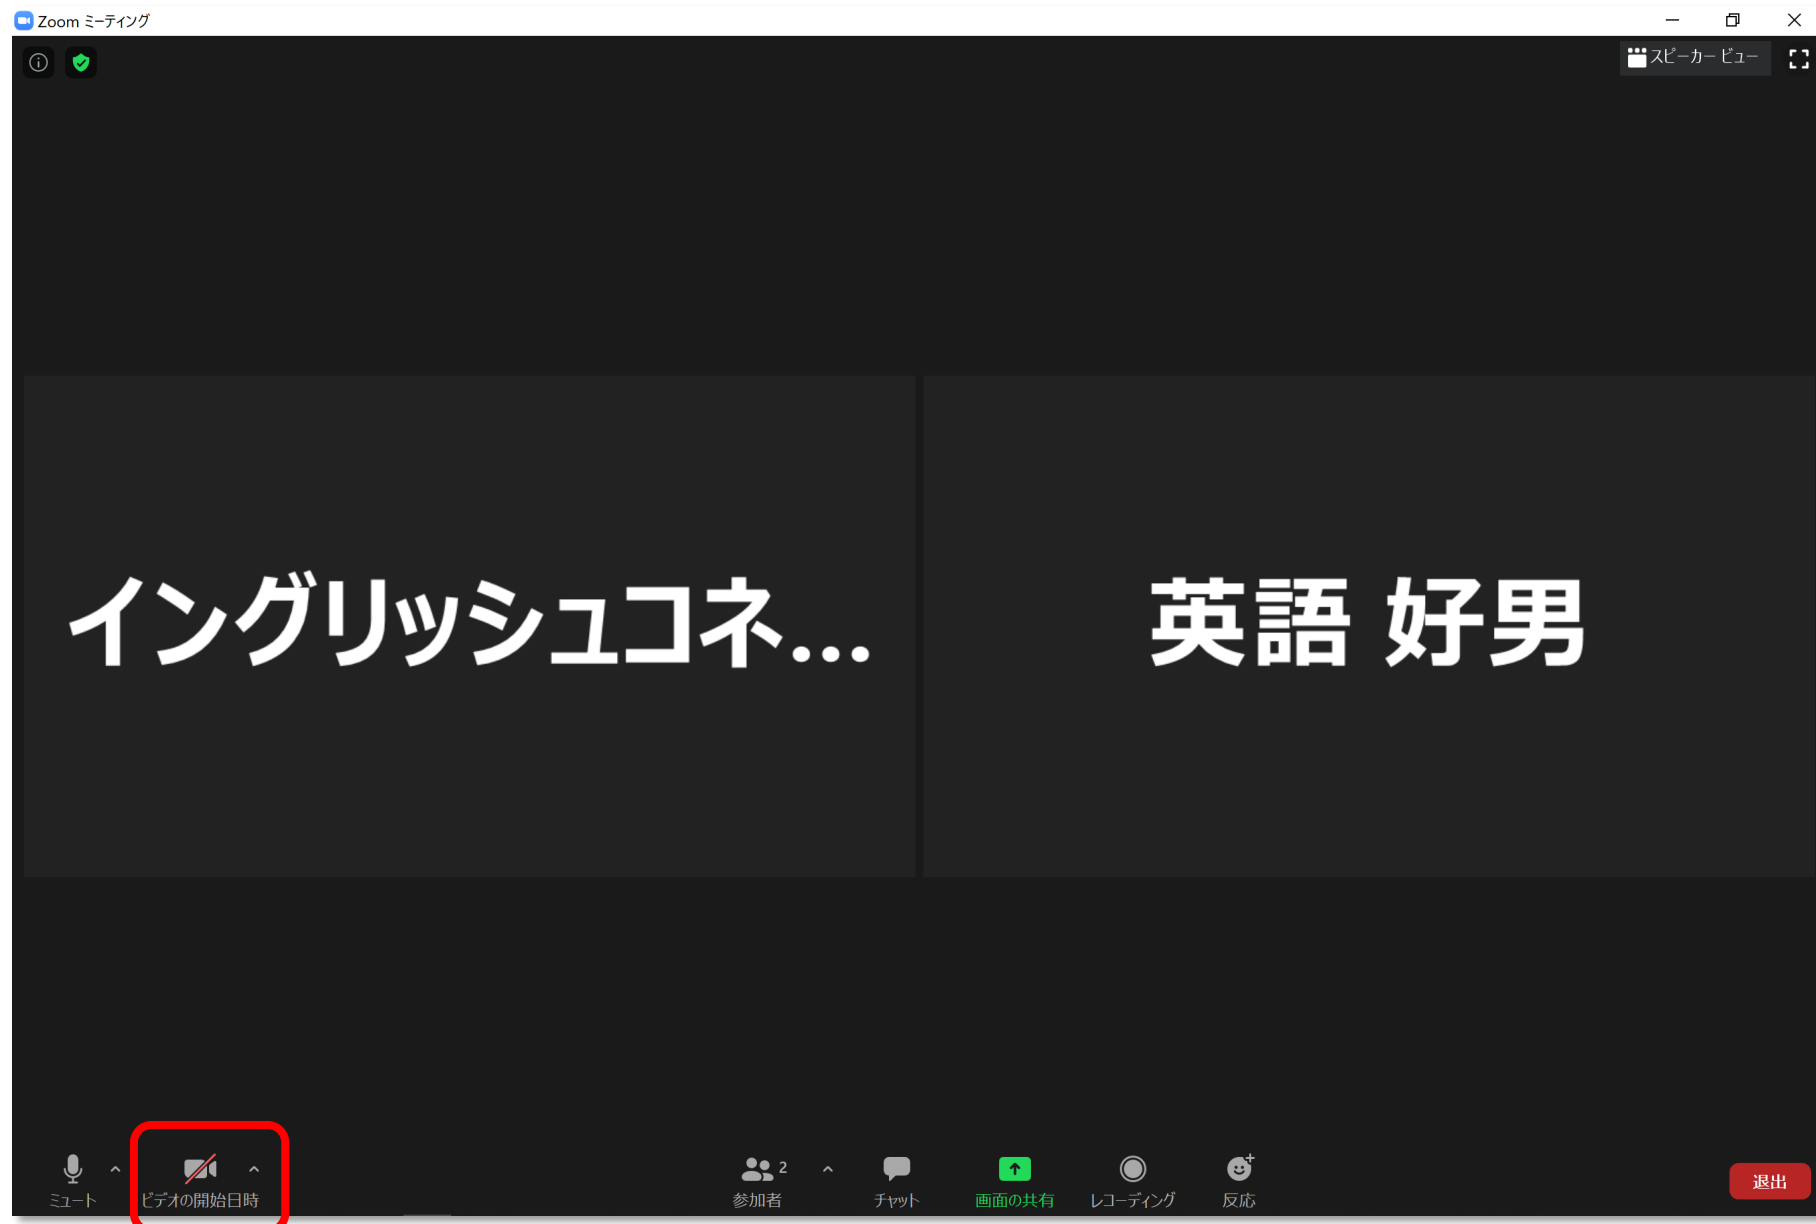 Zoom ミーティング
スピーカー ビュー
イングリッシュコネ...
英語 好男
ミュート
ビデオの開始日時
2
参加者
チャット
画面の共有
レコーディング
反応
退出